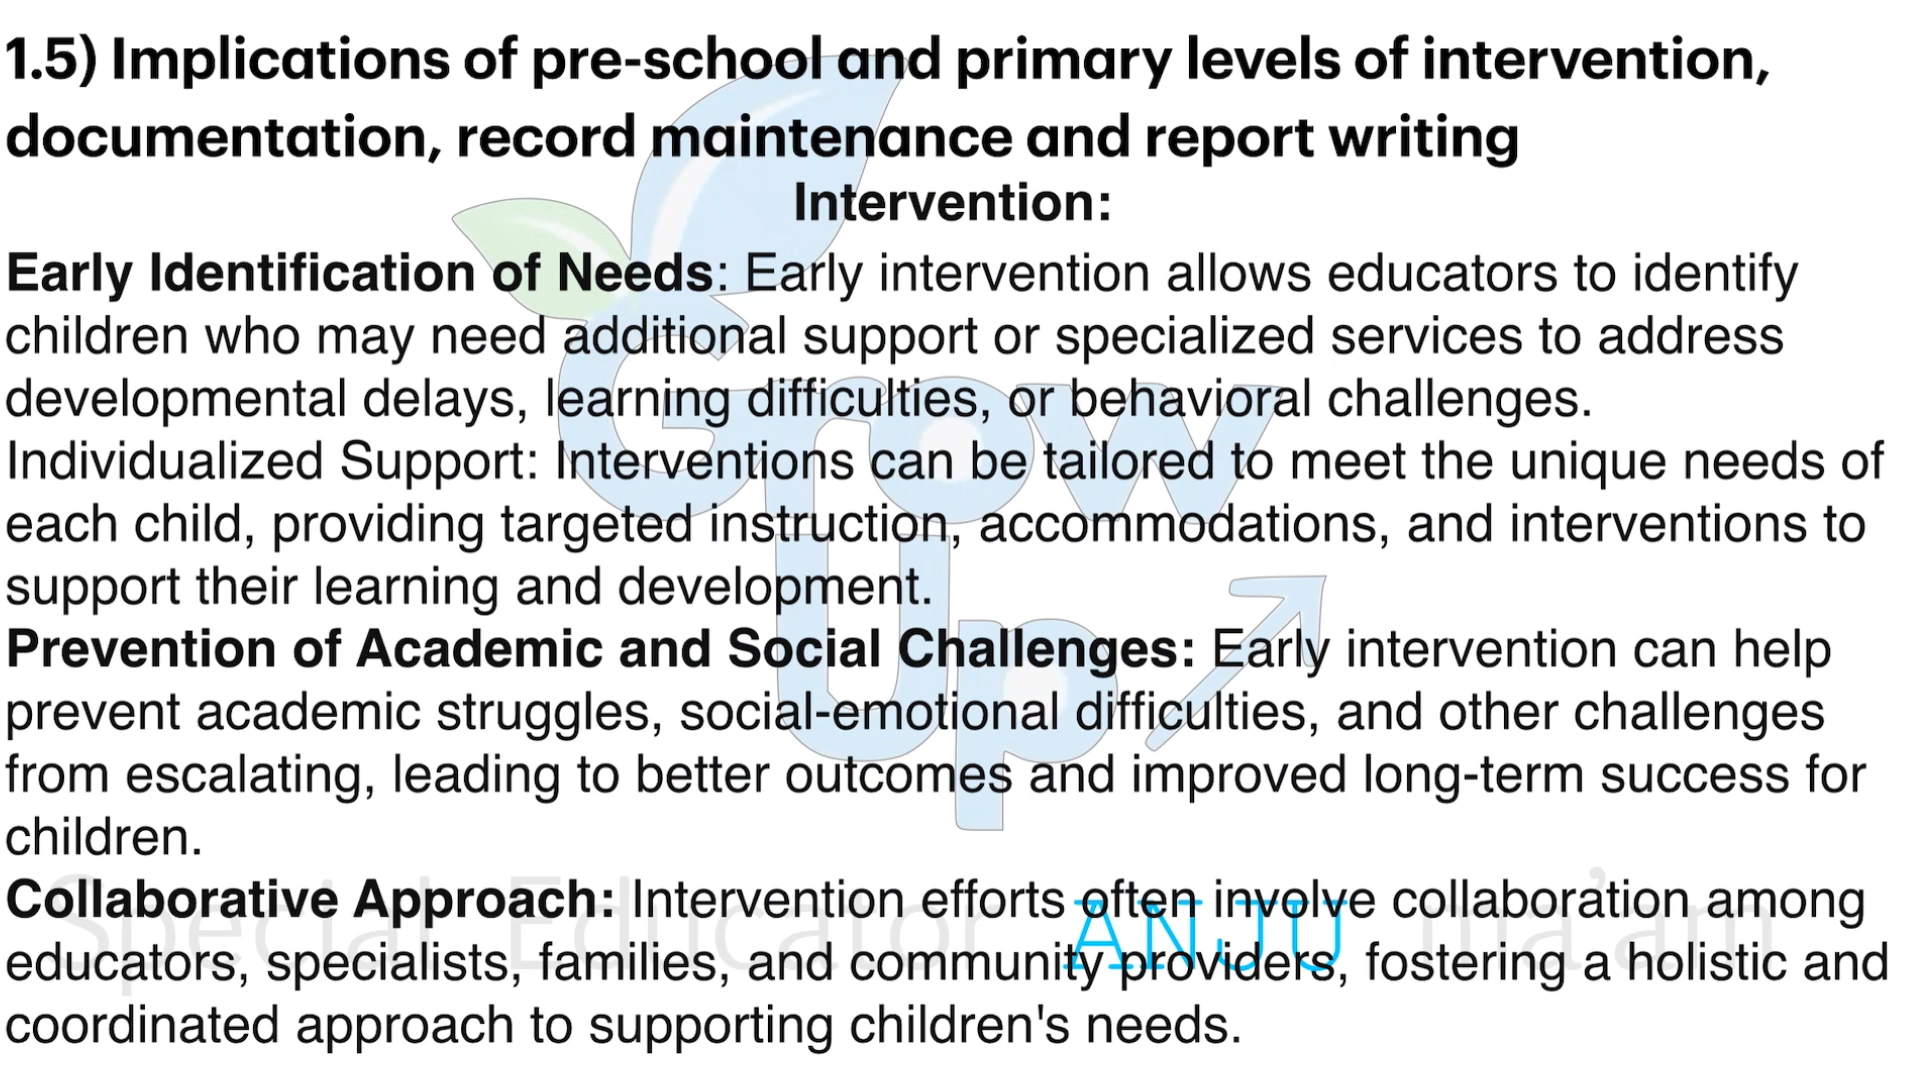 1.5) Implications of pre-school and primary levels of intervention,
documentation, record maintenance and report writing
Intervention:
Early Identification of Needs: Early intervention allows educators to identify
children who may need additional support or specialized services to address
developmental delays, learning difficulties, or behavioral challenges.
Individualized Support: Interventions can be tailored to meet the unique needs of
each child, providing targeted instruction, accommodations, and interventions to
support their learning and development.
Prevention of Academic and Social Challenges: Early intervention can help
prevent academic struggles, social-emotional difficulties, and other challenges
from escalating, leading to better outcomes and improved long-term success for
children.
Collaborative Approach: Intervention efforts often involve collaboration among
educators, specialists, families, and community providers, fostering a holistic and
coordinated approach to supporting children's needs.
Grow
Up
Special Educator ANJU ma'am